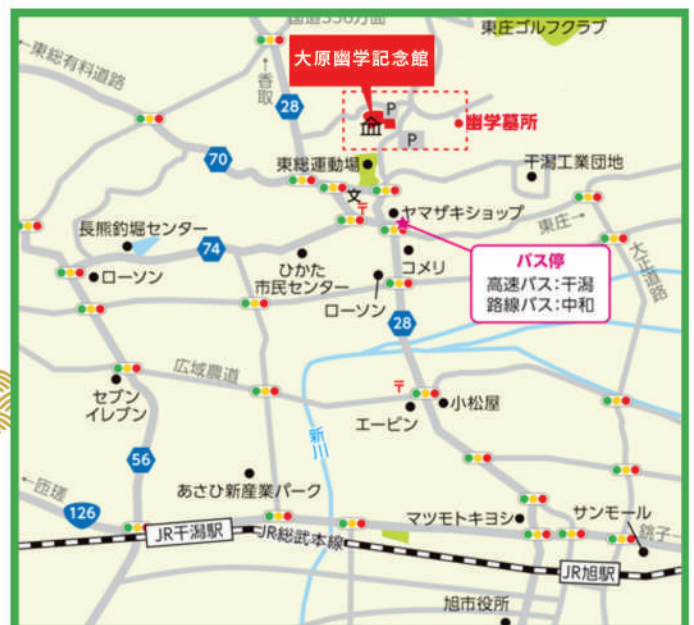 国道356方面
東庄ゴルフクラブ
←東総有料道路
大原幽学記念館
←香取
28
P
幽学墓所
P
70
東総運動場
干潟工業団地
文
〒
ヤマザキショップ
東庄→
長熊釣堀センター
74
バス停
高速バス：干潟
路線バス：中和
大正道路
ローソン
ひかた
市民センター
コメリ
ローソン
28
広域農道
セブン
イレブン
〒
小松屋
エービン
新川
56
あさひ新産業パーク
←匝瑳
126
マツモトキヨシ
サンモール
銚子→
JR干潟駅
JR総武本線
JR旭駅
旭市役所